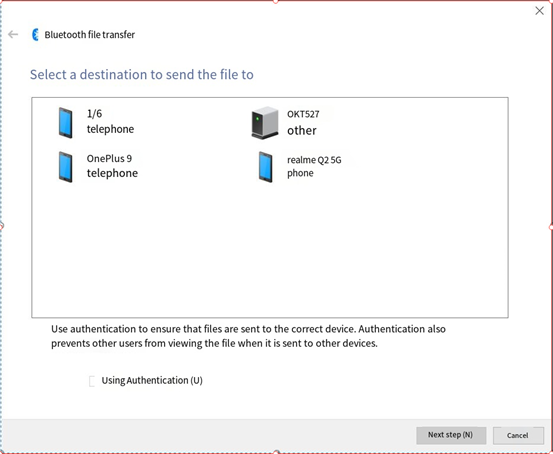 Bluetooth file transfer
Select a destination to send the file to
1/6
telephone
OKT527
other
OnePlus 9
telephone
realme Q2 5G
phone
Use authentication to ensure that files are sent to the correct device. Authentication also
prevents other users from viewing the file when it is sent to other devices.
Using Authentication (U)
Next step (N)
Cancel